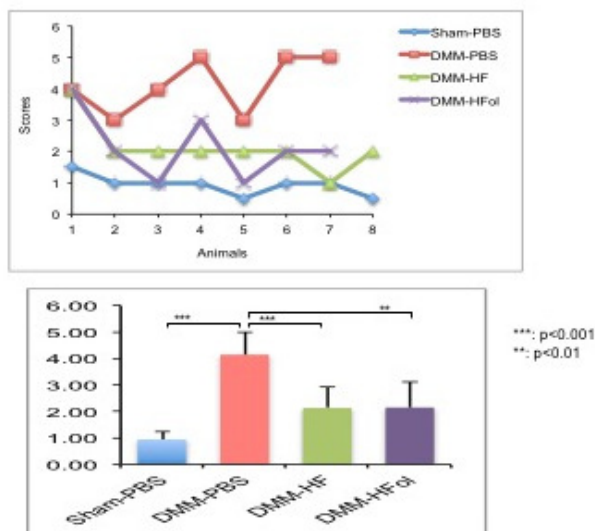 6
5
4
3
2
1
0
Scores
1 2 3 4 5 6 7 8
Animals
Sham-PBS
DMM-PBS
DMM-HF
DMM-HFol
6.00
5.00
4.00
3.00
2.00
1.00
0.00
*** *** **
Sham-PBS DMM-PBS DMM-HF DMM-HFol
***: p<0.001
**: p<0.01